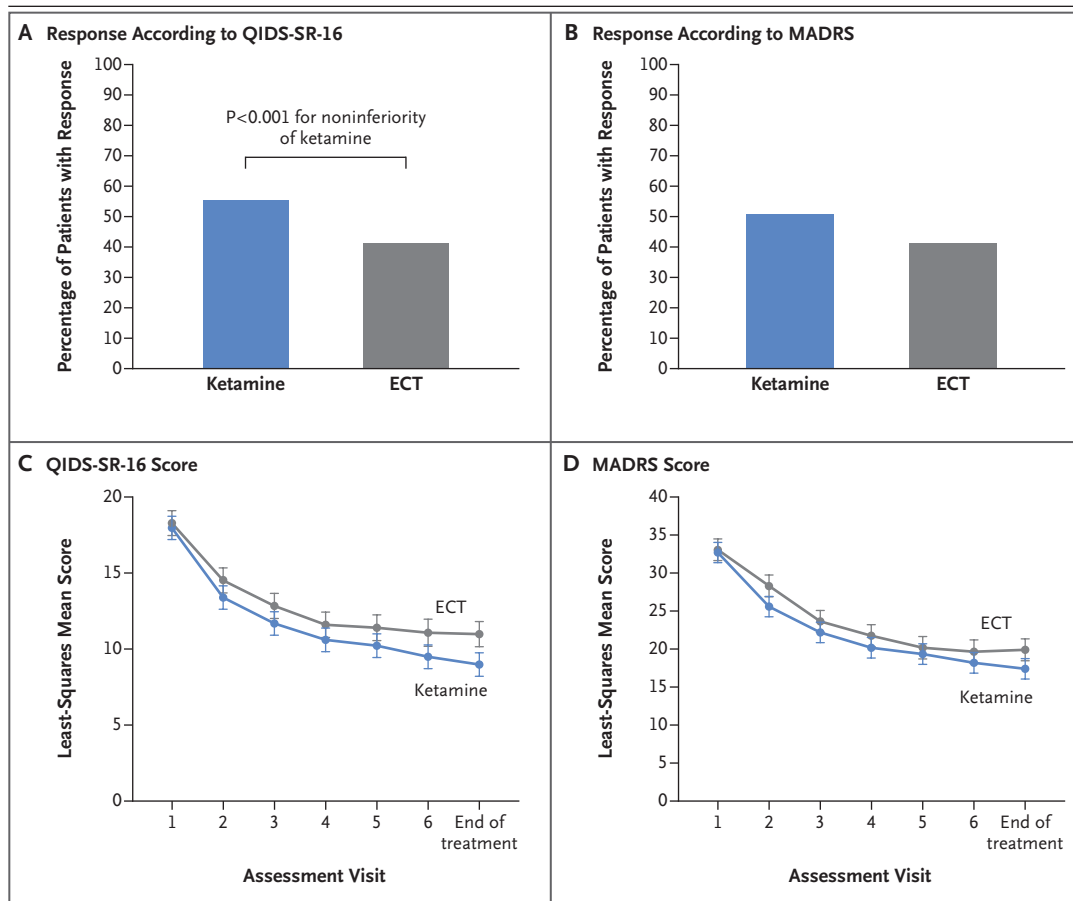 A Response According to QIDS-SR-16
Percentage of Patients with Response
100
90
80
70
60
50
40
30
20
10
0
P<0.001 for noninferiority
of ketamine
Ketamine ECT
B Response According to MADRS
Percentage of Patients with Response
100
90
80
70
60
50
40
30
20
10
0
Ketamine ECT
C QIDS-SR-16 Score
Least-Squares Mean Score
20
15
10
5
0
ECT
Ketamine
1 2 3 4 5 6 End of
treatment
Assessment Visit
D MADRS Score
Least-Squares Mean Score
40
35
30
25
20
15
10
5
0
ECT
Ketamine
1 2 3 4 5 6 End of
treatment
Assessment Visit